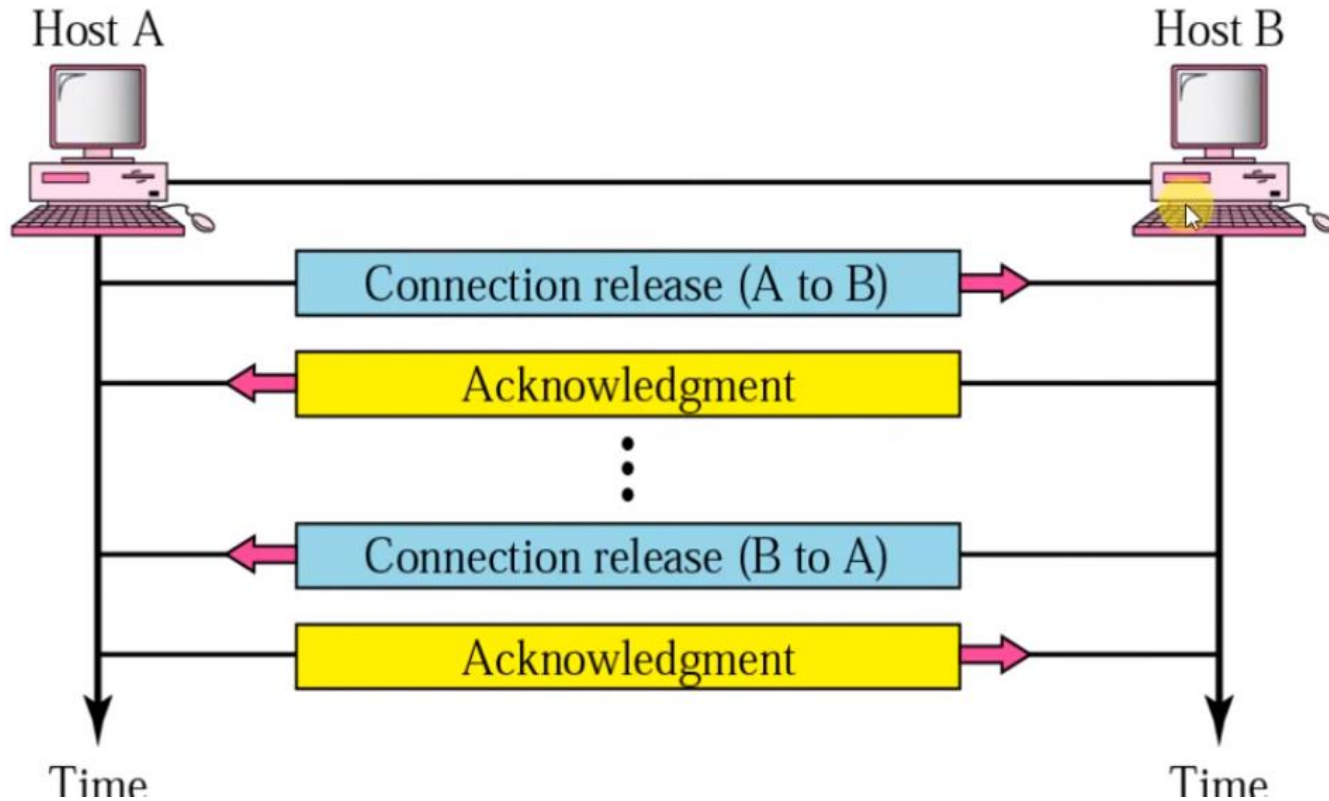 Host A
Host B
Connection release (A to B)
Acknowledgment
Connection release (B to A)
Acknowledgment
Time
Time